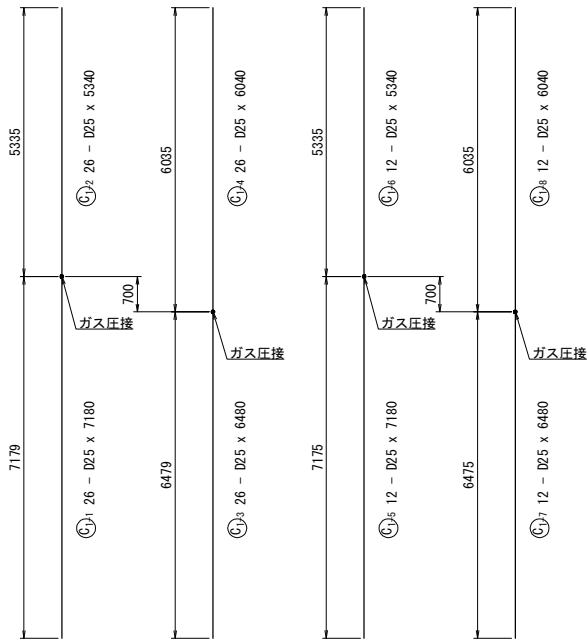 5335
C1-2 26 - D25 x 5340
7179
C1-1 26 - D25 x 7180
ガス圧接
700
6035
C1-4 26 - D25 x 6040
6479
C1-3 26 - D25 x 6480
ガス圧接
5335
C1-6 12 - D25 x 5340
7175
C1-5 12 - D25 x 7180
ガス圧接
700
6035
C1-8 12 - D25 x 6040
6475
C1-7 12 - D25 x 6480
ガス圧接